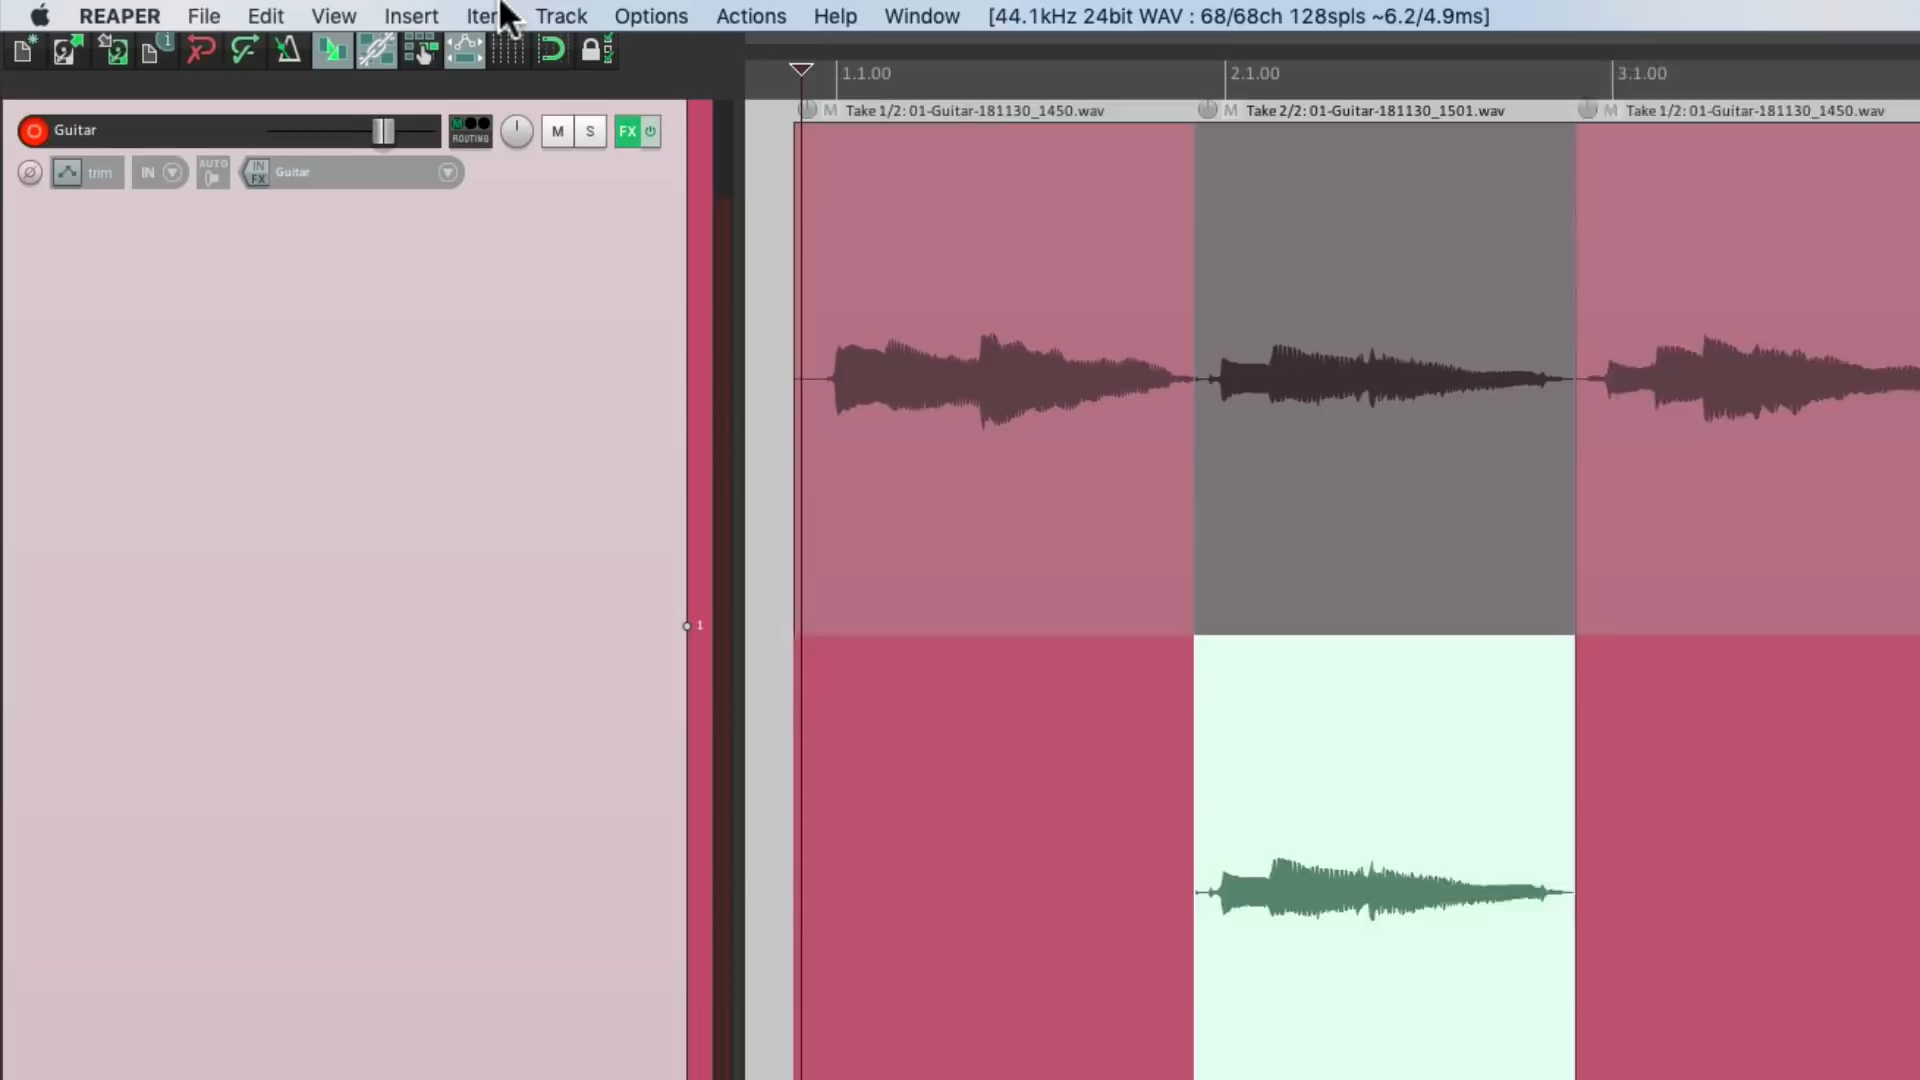 REAPER File Edit View Insert Item Track Options Actions Help Window [44.1kHz 24bit WAV : 68/68ch 128spls ~6.2/4.9ms]
1.1.00 2.1.00 3.1.00
M Take 1/2: 01-Guitar-181130_1450.wav M Take 2/2: 01-Guitar-181130_1501.wav M Take 1/2: 01-Guitar-181130_1450.wav
Guitar M ROUTING M S FX
trim IN AUTO IN FX Guitar
1